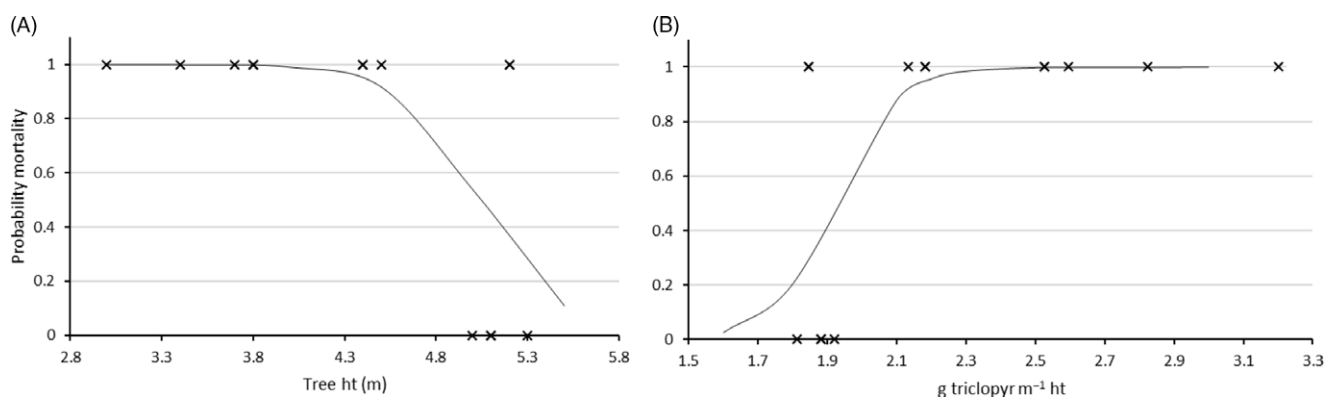 (A)
Probability mortality
1
0.8
0.6
0.4
0.2
0
2.8 3.3 3.8 4.3 4.8 5.3 5.8
Tree ht (m)
(B)
1
0.8
0.6
0.4
0.2
0
1.5 1.7 1.9 2.1 2.3 2.5 2.7 2.9 3.1 3.3
g triclopyr m⁻¹ ht